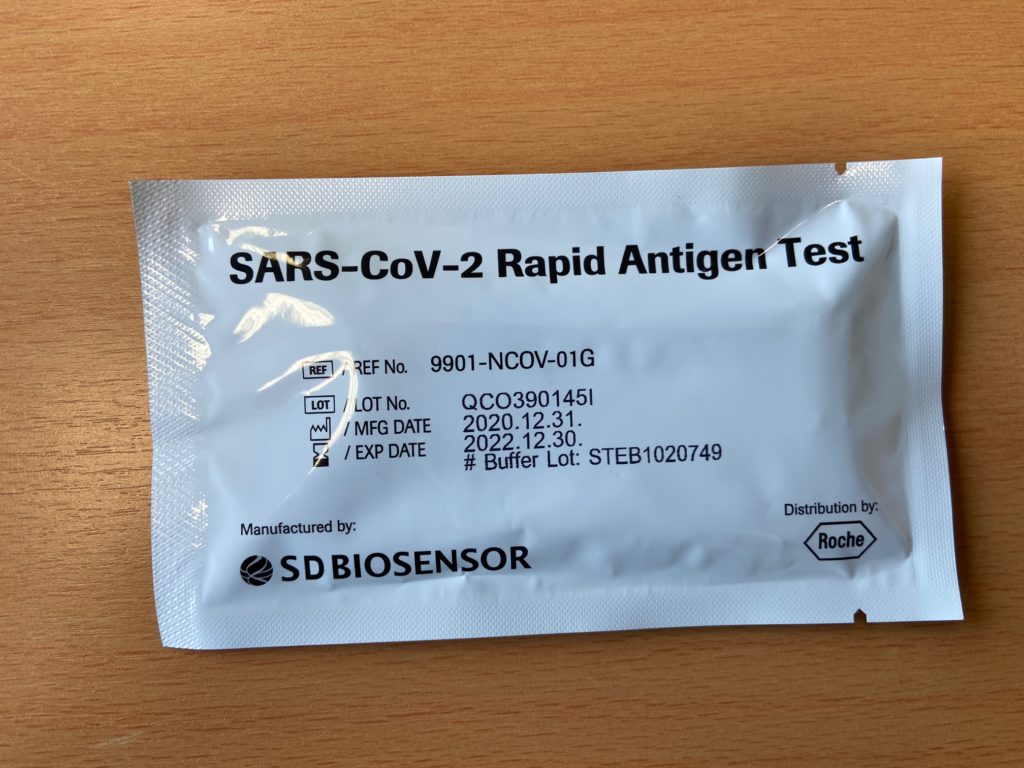 SARS-CoV-2 Rapid Antigen Test
REF / REF No. 9901-NCOV-01G
LOT / LOT No. QCO390145I
/ MFG DATE 2020.12.31.
/ EXP DATE 2022.12.30.
# Buffer Lot: STEB1020749
Manufactured by:
SD BIOSENSOR
Distribution by:
Roche